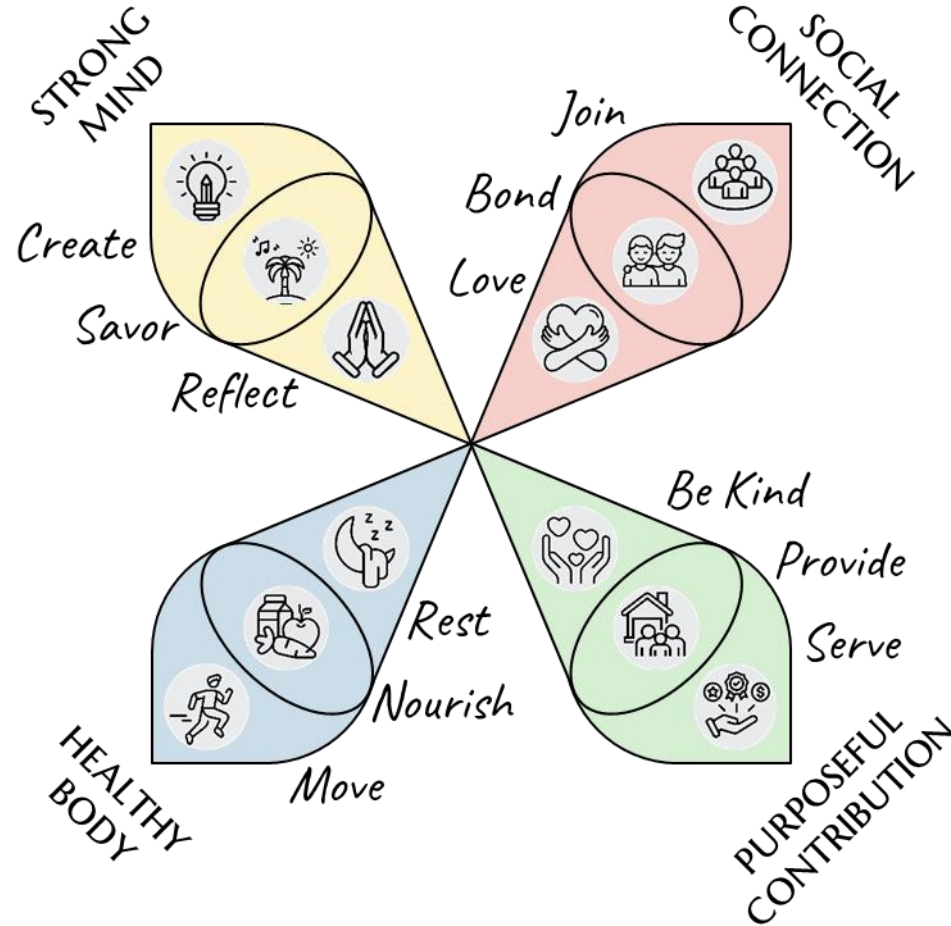 STRONG
MIND
SOCIAL
CONNECTION
Create
Savor
Reflect
Join
Bond
Love
Rest
Nourish
Move
Be Kind
Provide
Serve
HEALTHY
BODY
PURPOSEFUL
CONTRIBUTION
z z
z z
$